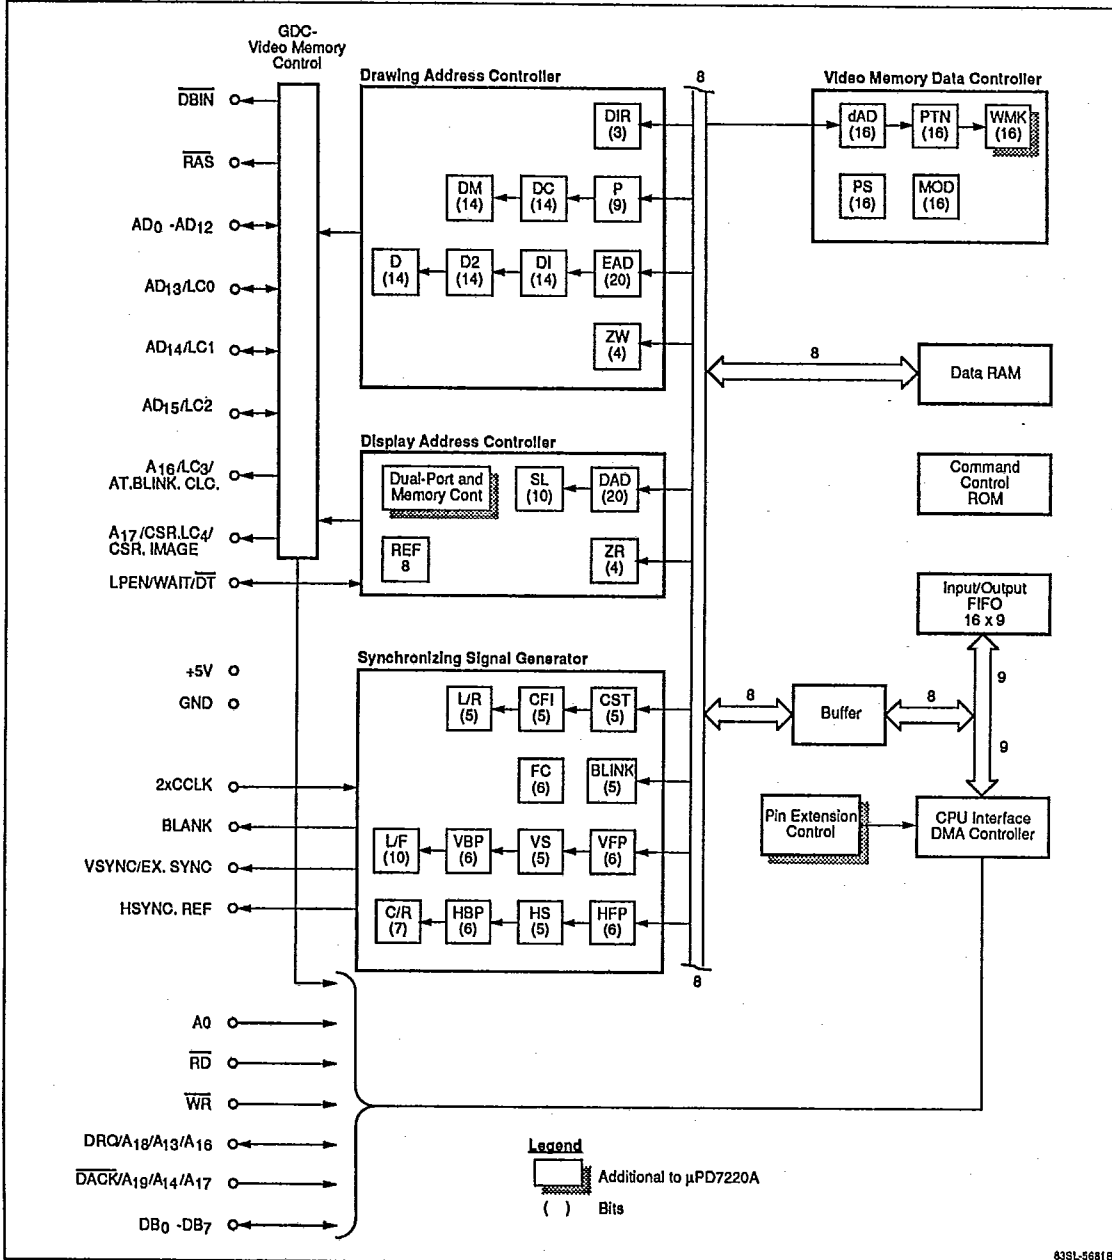 GDC-
Video Memory
Control
D̅B̅I̅N̅
R̅A̅S̅
AD0 -AD12
AD13/LC0
AD14/LC1
AD15/LC2
A16/LC3/
AT.BLINK. CLC.
A17/CSR.LC4/
CSR. IMAGE
LPEN/WAIT/D̅T̅
+5V
GND
2xCCLK
BLANK
VSYNC/EX. SYNC
HSYNC. REF
A0
R̅D̅
W̅R̅
DRQ/A18/A13/A16
D̅A̅C̅K̅/A19/A14/A17
DB0 -DB7
Drawing Address Controller
DIR
(3)
DM
(14)
DC
(14)
P
(9)
D
(14)
D2
(14)
DI
(14)
EAD
(20)
ZW
(4)
Display Address Controller
Dual-Port and
Memory Cont
SL
(10)
DAD
(20)
REF
8
ZR
(4)
Synchronizing Signal Generator
L/R
(5)
CFI
(5)
CST
(5)
FC
(6)
BLINK
(5)
L/F
(10)
VBP
(6)
VS
(5)
VFP
(6)
C/R
(7)
HBP
(6)
HS
(5)
HFP
(6)
8
8
Video Memory Data Controller
dAD
(16)
PTN
(16)
WMK
(16)
PS
(16)
MOD
(16)
8
Data RAM
Command
Control
ROM
Input/Output
FIFO
16 x 9
9
8
Buffer
8
9
Pin Extension
Control
CPU Interface
DMA Controller
Legend
Additional to µPD7220A
( ) Bits
83SL-5681B